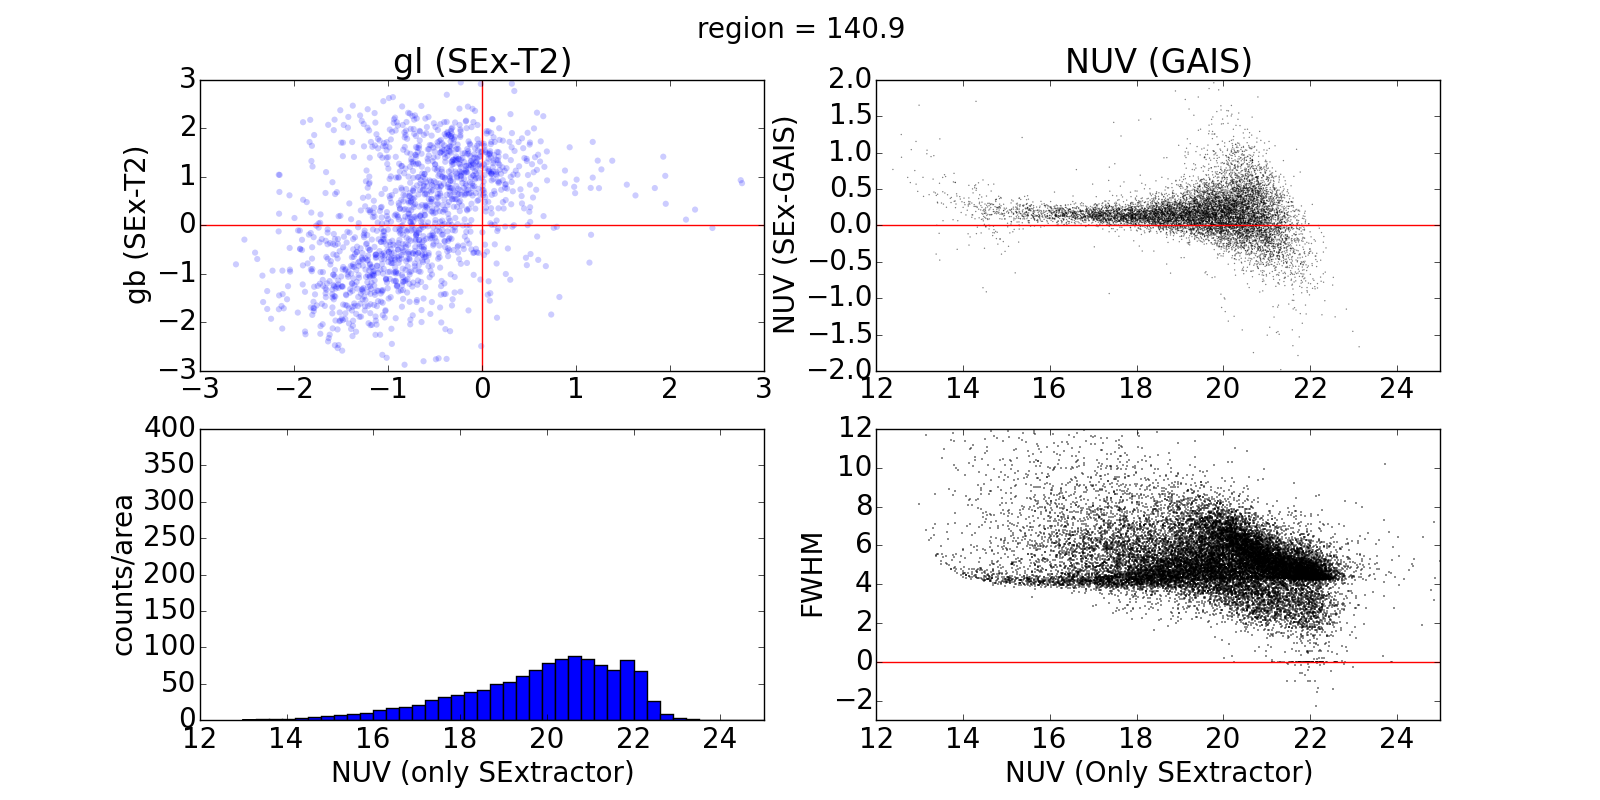 region = 140.9
gl (SEx-T2)
NUV (GAIS)
gb (SEx-T2)
3
2
1
0
−1
−2
−3
−3 −2 −1 0 1 2 3
NUV (SEx-GAIS)
2.0
1.5
1.0
0.5
0.0
−0.5
−1.0
−1.5
−2.0
12 14 16 18 20 22 24
counts/area
400
350
300
250
200
150
100
50
0
12 14 16 18 20 22 24
NUV (only SExtractor)
FWHM
12
10
8
6
4
2
0
−2
12 14 16 18 20 22 24
NUV (Only SExtractor)